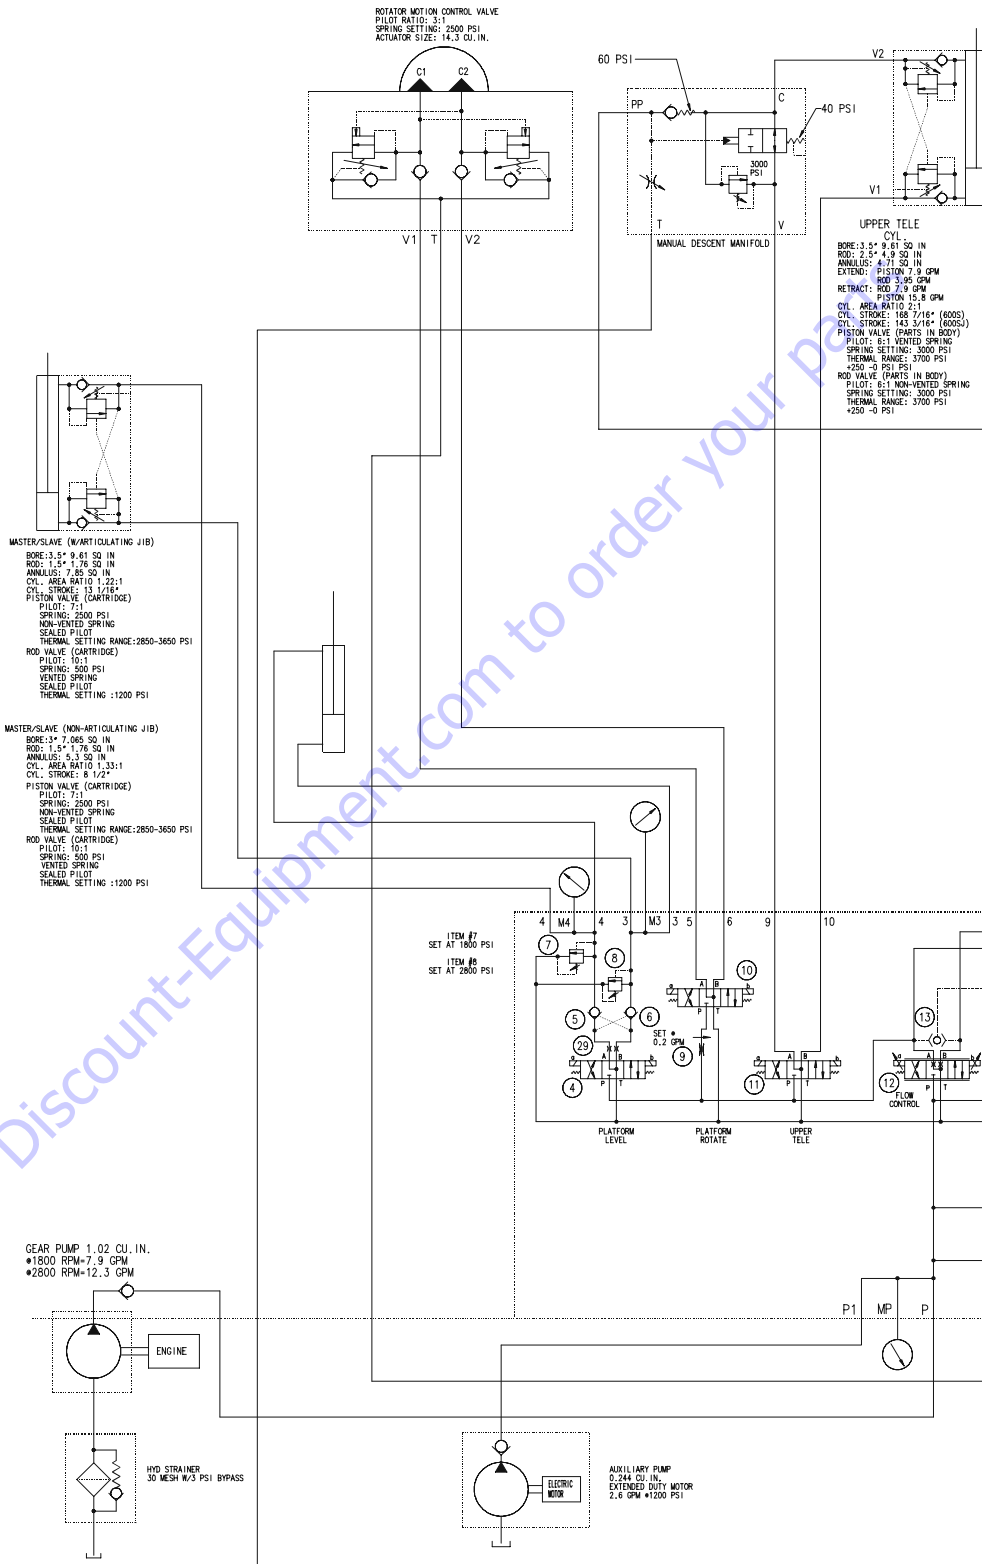 ROTATOR MOTION CONTROL VALVE
PILOT RATIO: 3:1
SPRING SETTING: 2500 PSI
ACTUATOR SIZE: 14.3 CU.IN.
C1 C2
V1 T V2
60 PSI
PP
C
40 PSI
3000
PSI
T
V
MANUAL DESCENT MANIFOLD
V2
V1
UPPER TELE
CYL.
BORE:3.5" 9.61 SQ IN
ROD: 2.5" 4.9 SQ IN
ANNULUS: 4.71 SQ IN
EXTEND: PISTON 7.9 GPM
ROD 3.95 GPM
RETRACT: ROD 7.9 GPM
PISTON 15.8 GPM
CYL. AREA RATIO 2:1
CYL. STROKE: 168 7/16" (600S)
CYL. STROKE: 143 3/16" (600SJ)
PISTON VALVE (PARTS IN BODY)
PILOT: 6:1 VENTED SPRING
SPRING SETTING: 3000 PSI
THERMAL RANGE: 3700 PSI
+250 -0 PSI PSI
ROD VALVE (PARTS IN BODY)
PILOT: 6:1 NON-VENTED SPRING
SPRING SETTING: 3000 PSI
THERMAL RANGE: 3700 PSI
+250 -0 PSI
MASTER/SLAVE (W/ARTICULATING JIB)
BORE:3.5" 9.61 SQ IN
ROD: 1.5" 1.76 SQ IN
ANNULUS: 7.85 SQ IN
CYL. AREA RATIO 1.22:1
CYL. STROKE: 13 1/16"
PISTON VALVE (CARTRIDGE)
PILOT: 7:1
SPRING: 2500 PSI
NON-VENTED SPRING
SEALED PILOT
THERMAL SETTING RANGE:2850-3650 PSI
ROD VALVE (CARTRIDGE)
PILOT: 10:1
SPRING: 500 PSI
VENTED SPRING
SEALED PILOT
THERMAL SETTING :1200 PSI
MASTER/SLAVE (NON-ARTICULATING JIB)
BORE:3" 7.065 SQ IN
ROD: 1.5" 1.76 SQ IN
ANNULUS: 5.3 SQ IN
CYL. AREA RATIO 1.33:1
CYL. STROKE: 8 1/2"
PISTON VALVE (CARTRIDGE)
PILOT: 7:1
SPRING: 2500 PSI
NON-VENTED SPRING
SEALED PILOT
THERMAL SETTING RANGE:2850-3650 PSI
ROD VALVE (CARTRIDGE)
PILOT: 10:1
SPRING: 500 PSI
VENTED SPRING
SEALED PILOT
THERMAL SETTING :1200 PSI
4 M4 4 3 M3 3 5 6 9 10
ITEM #7
SET AT 1800 PSI
ITEM #8
SET AT 2800 PSI
7
8
10
5
6
SET @
0.2 GPM
9
13
29
a A B b
P T
a A B b
P T
a A B b
P T
a A B b
P T
4
11
12
FLOW
CONTROL
PLATFORM
LEVEL
PLATFORM
ROTATE
UPPER
TELE
GEAR PUMP 1.02 CU.IN.
@1800 RPM=7.9 GPM
@2800 RPM=12.3 GPM
P1 MP P
ENGINE
HYD STRAINER
30 MESH W/3 PSI BYPASS
ELECTRIC
MOTOR
AUXILIARY PUMP
0.244 CU.IN.
EXTENDED DUTY MOTOR
2.6 GPM @1200 PSI
Discount-Equipment.com to order your parts